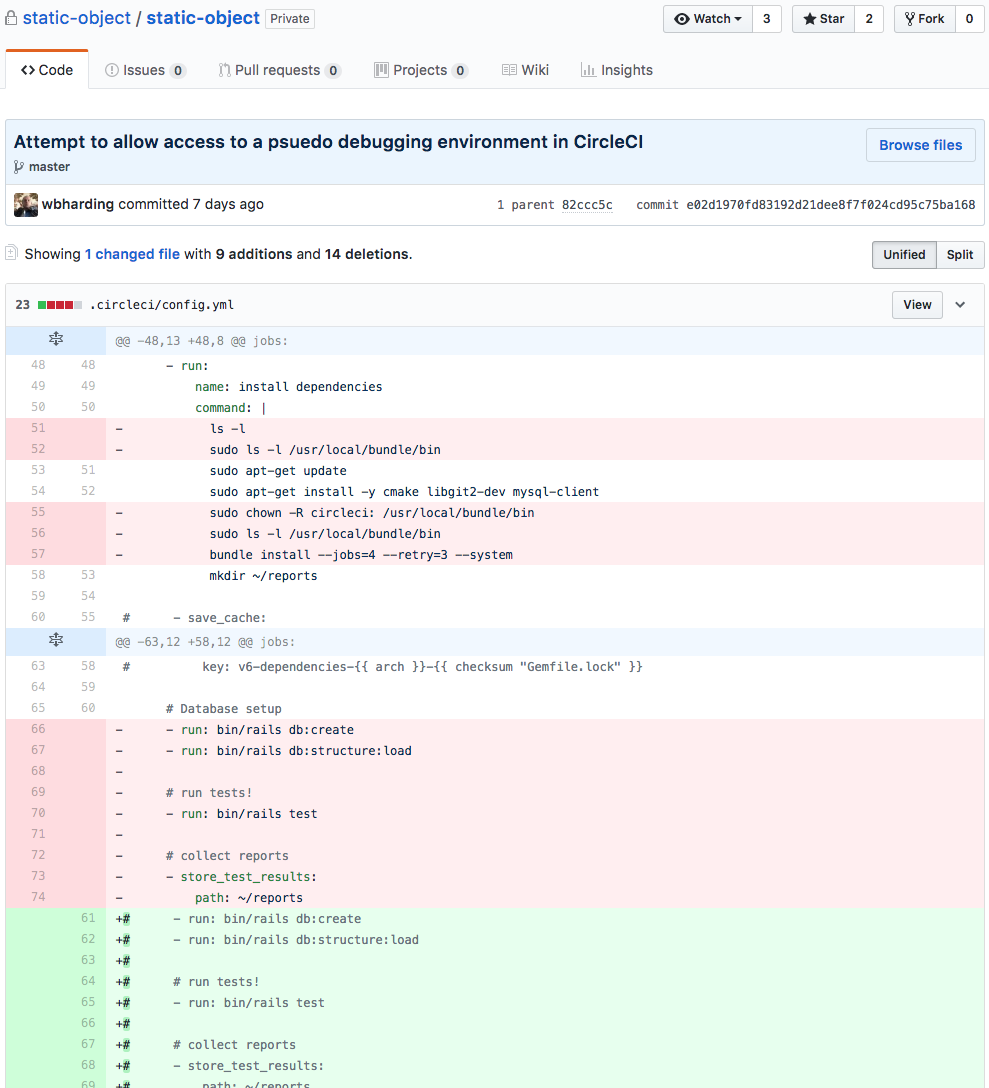 static-object / static-object Private Watch 3 Star 2 Fork 0
Code Issues 0 Pull requests 0 Projects 0 Wiki Insights
Attempt to allow access to a psuedo debugging environment in CircleCI Browse files
master
wbharding committed 7 days ago 1 parent 82ccc5c commit e02d1970fd83192d21dee8f7f024cd95c75ba168
Showing 1 changed file with 9 additions and 14 deletions. Unified Split
23 .circleci/config.yml View
@@ -48,13 +48,8 @@ jobs:
48 48 - run:
49 49 name: install dependencies
50 50 command: |
51 - ls -l
52 - sudo ls -l /usr/local/bundle/bin
53 51 sudo apt-get update
54 52 sudo apt-get install -y cmake libgit2-dev mysql-client
55 - sudo chown -R circleci: /usr/local/bundle/bin
56 - sudo ls -l /usr/local/bundle/bin
57 - bundle install --jobs=4 --retry=3 --system
58 53 mkdir ~/reports
59 54
60 55 # - save_cache:
@@ -63,12 +58,12 @@ jobs:
63 58 # key: v6-dependencies-{{ arch }}-{{ checksum "Gemfile.lock" }}
64 59
65 60 # Database setup
66 - - run: bin/rails db:create
67 - - run: bin/rails db:structure:load
68 -
69 - # run tests!
70 - - run: bin/rails test
71 -
72 - # collect reports
73 - - store_test_results:
74 - path: ~/reports
61 +# - run: bin/rails db:create
62 +# - run: bin/rails db:structure:load
63 +#
64 +# # run tests!
65 +# - run: bin/rails test
66 +#
67 +# # collect reports
68 +# - store_test_results:
69 +# path: ~/reports